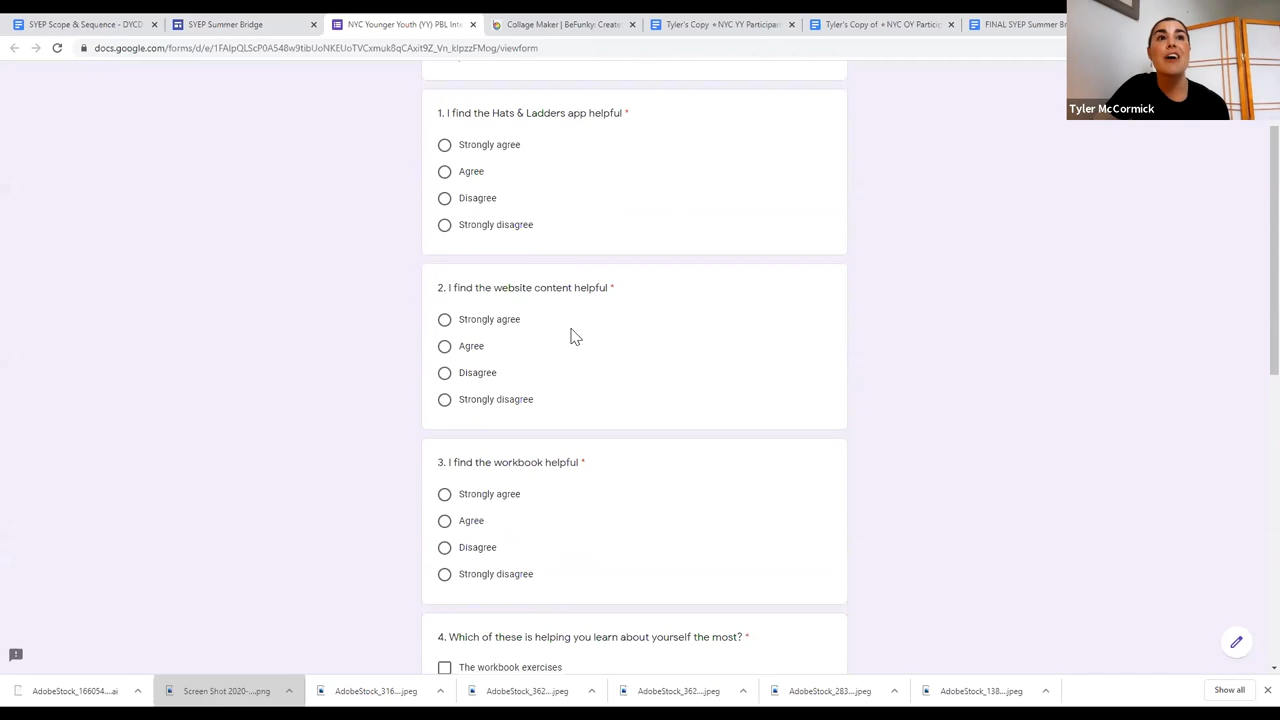 SYEP Scope & Sequence - DYCD
SYEP Summer Bridge
NYC Younger Youth (YY) PBL Inte
Collage Maker | BeFunky: Create
Tyler's Copy of ⭐NYC YY Participan
Tyler's Copy of ⭐NYC OY Particip
FINAL SYEP Summer Br
docs.google.com/forms/d/e/1FAIpQLScP0A548w9tibUoNKEUoTVCxmuk8qCAxit9Z_Vn_kIpzzFMog/viewform
Tyler McCormick
1. I find the Hats & Ladders app helpful *
Strongly agree
Agree
Disagree
Strongly disagree
2. I find the website content helpful *
Strongly agree
Agree
Disagree
Strongly disagree
3. I find the workbook helpful *
Strongly agree
Agree
Disagree
Strongly disagree
4. Which of these is helping you learn about yourself the most? *
The workbook exercises
AdobeStock_166054....ai
Screen Shot 2020-....png
AdobeStock_316....jpeg
AdobeStock_362....jpeg
AdobeStock_362....jpeg
AdobeStock_283....jpeg
AdobeStock_138....jpeg
Show all